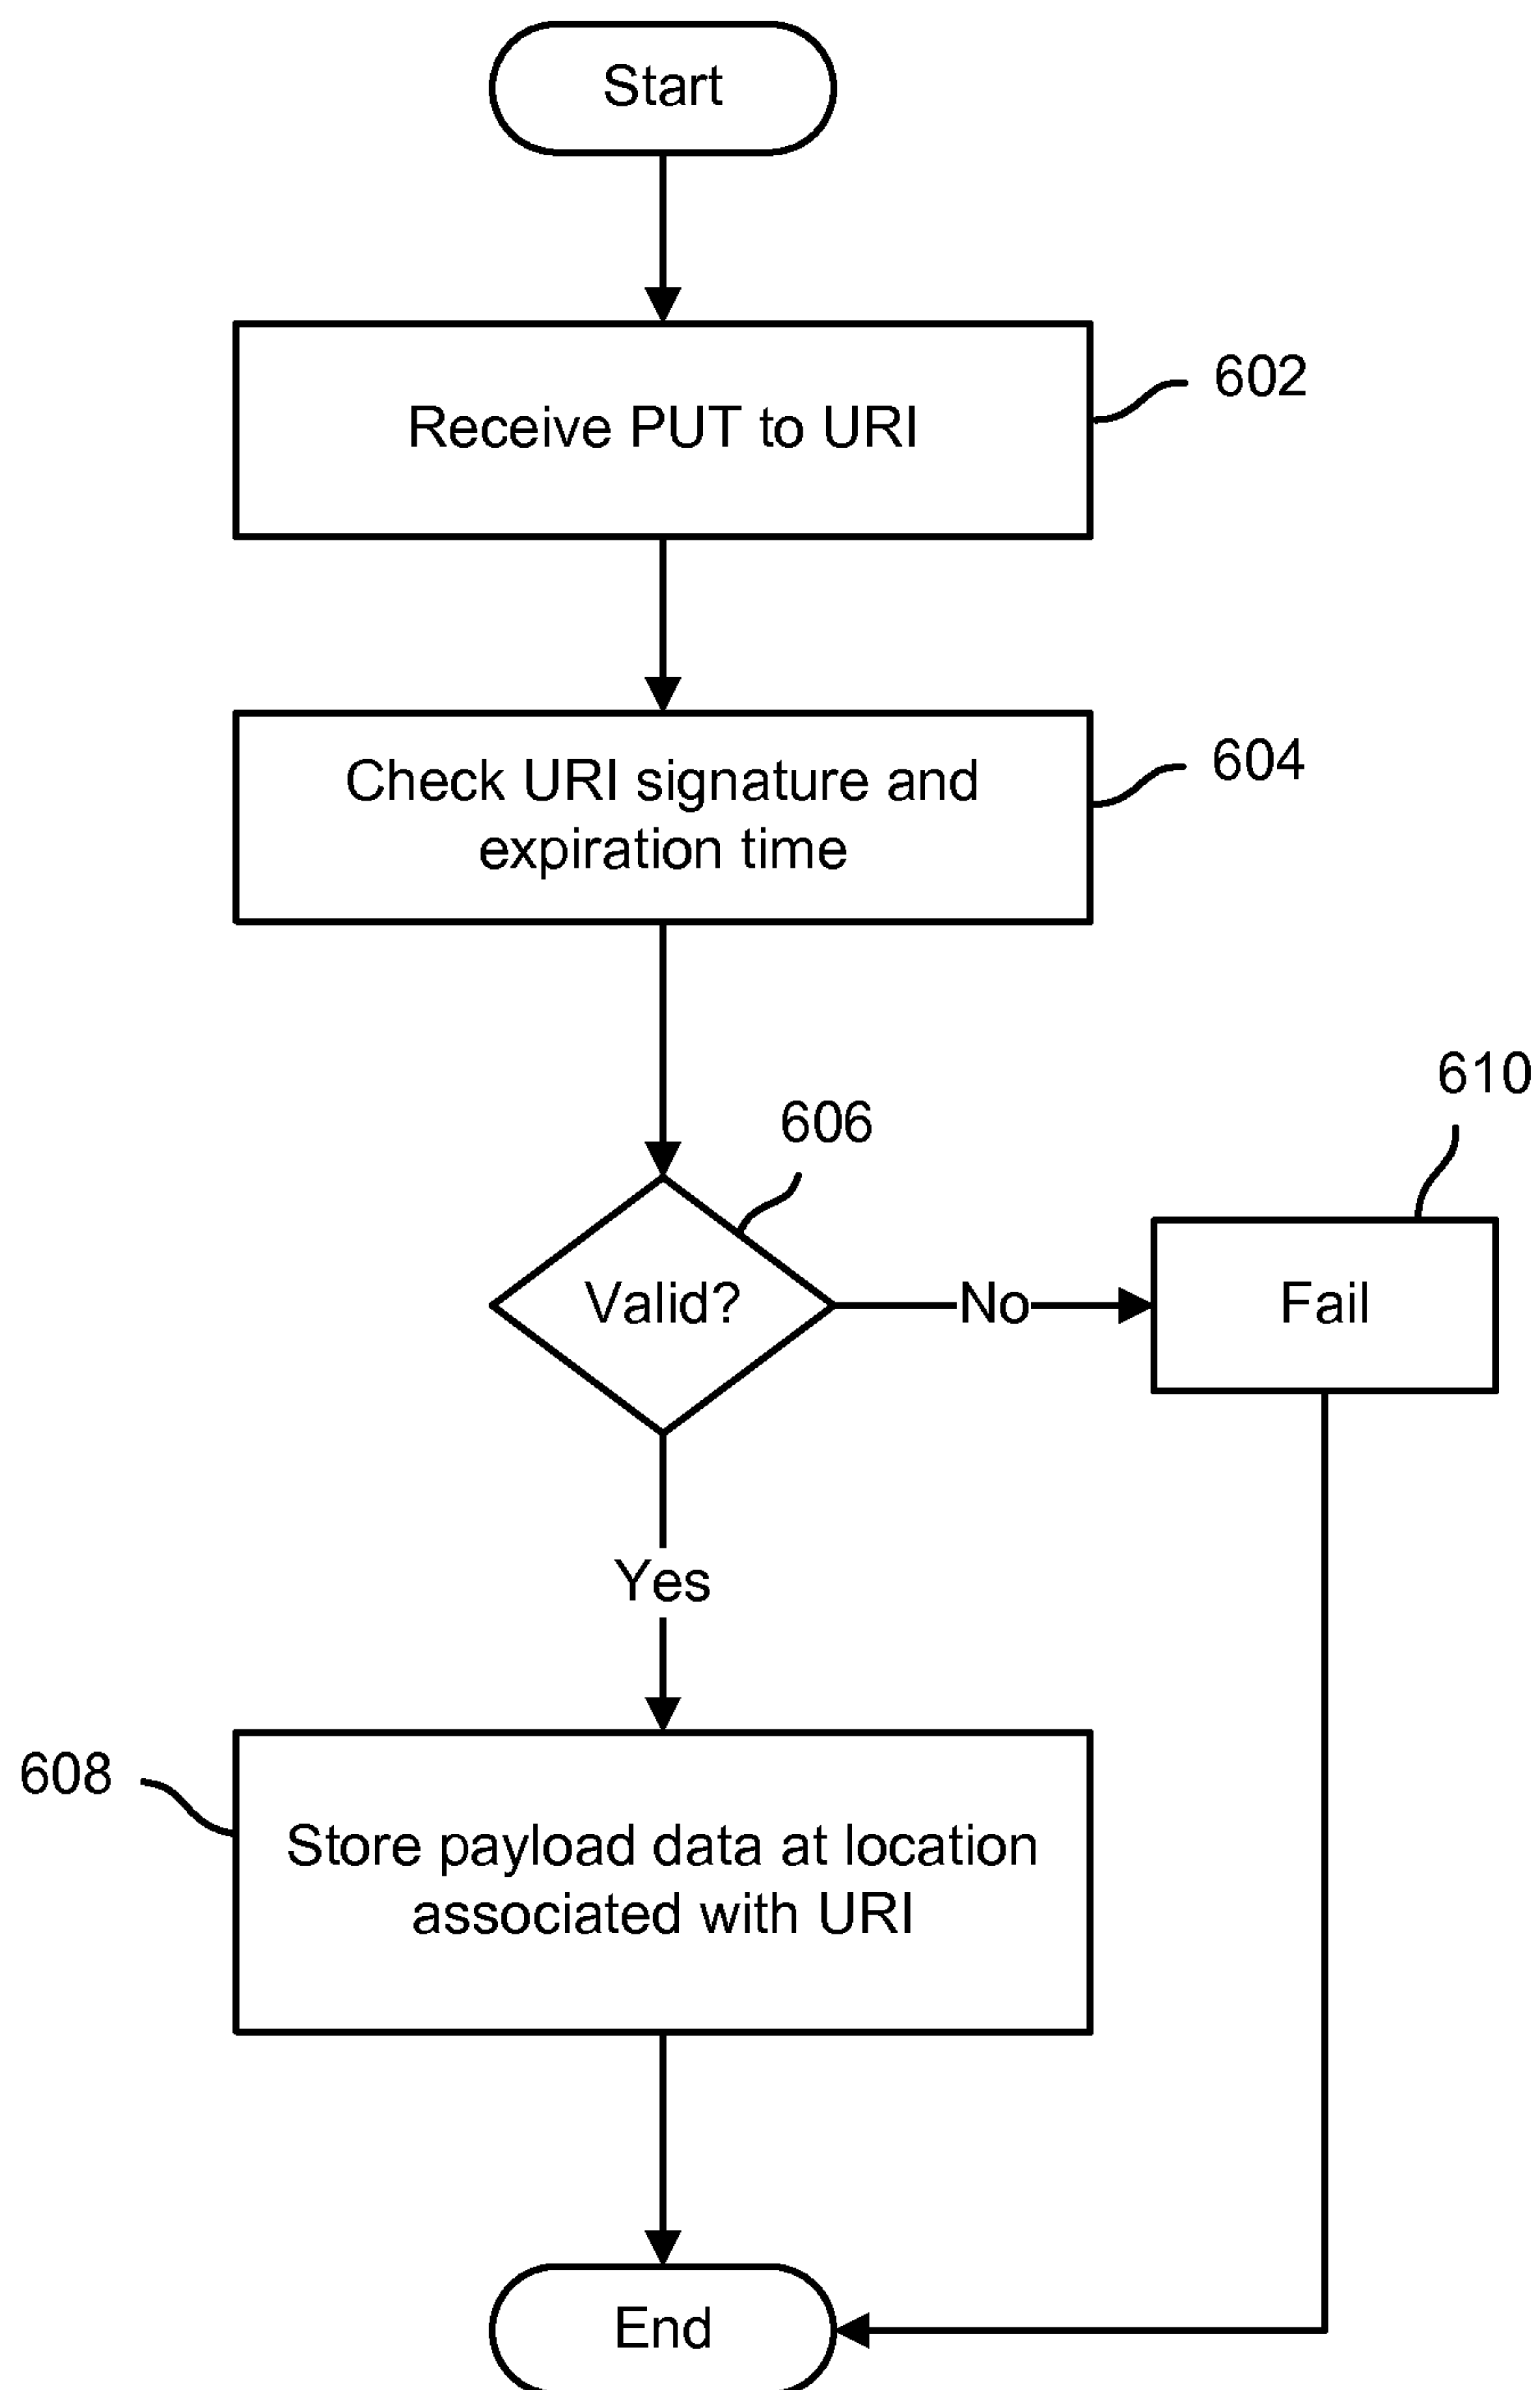 Start
Receive PUT to URI
602
Check URI signature and
expiration time
604
606
610
Valid?
No
Fail
Yes
608
Store payload data at location
associated with URI
End